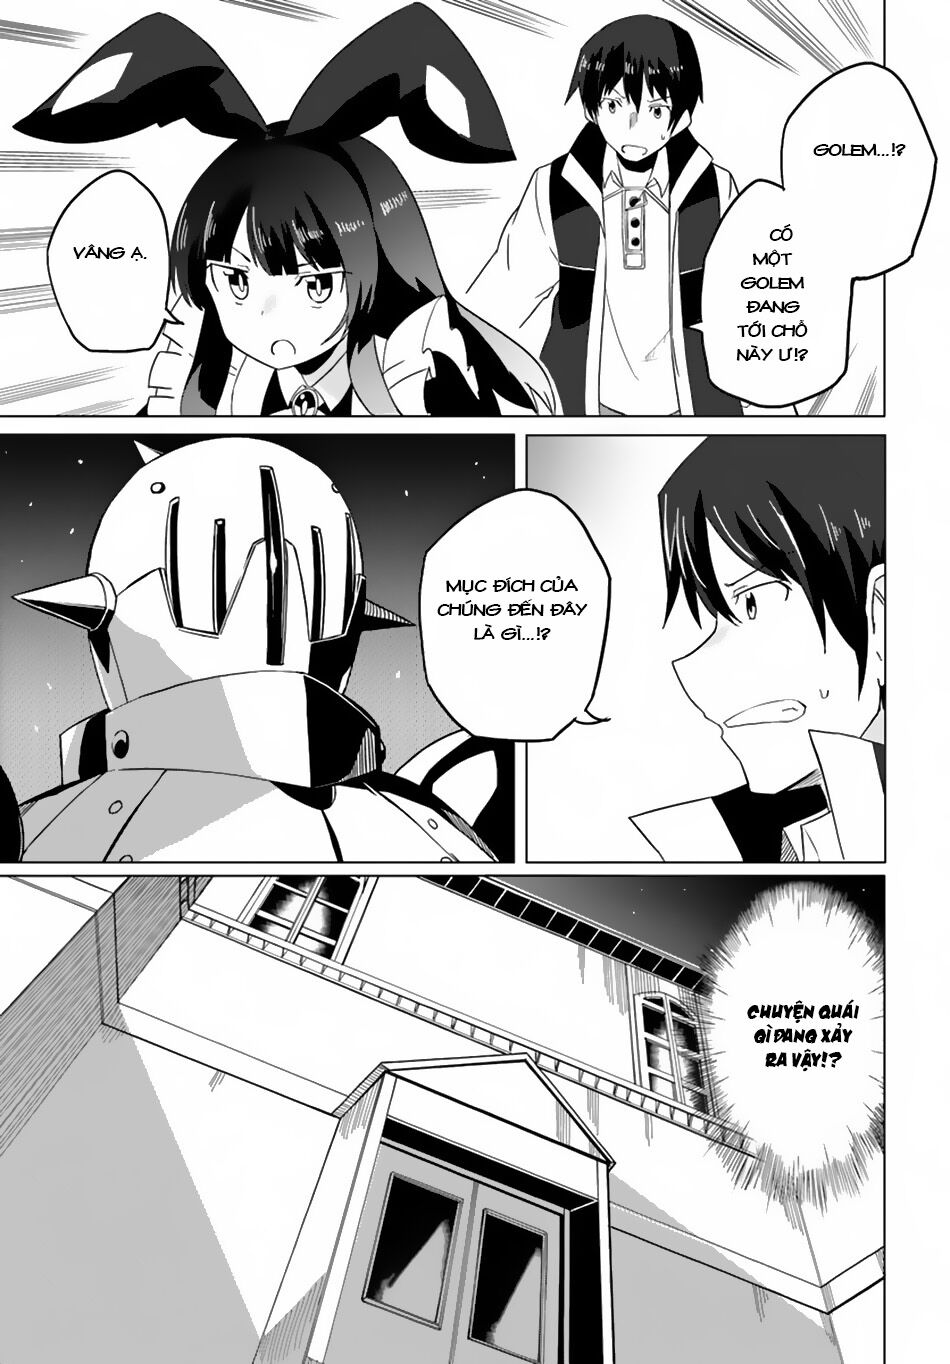 GOLEM...!?
CÓ
MỘT
GOLEM
ĐANG
TỚI CHỖ
NÀY Ư!?
VÂNG Ạ.
MỤC ĐÍCH CỦA
CHÚNG ĐẾN ĐÂY
LÀ GÌ...!?
CHUYỆN QUÁI
GÌ ĐANG XẢY
RA VẬY!?